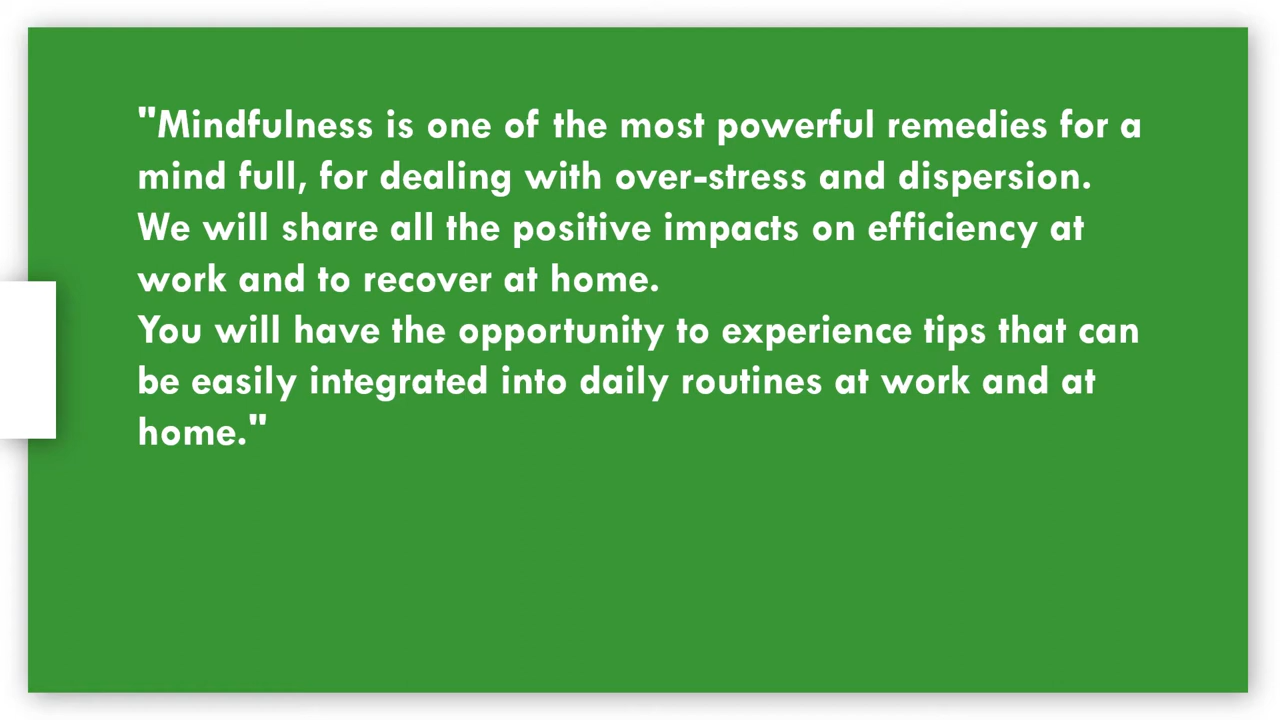 "Mindfulness is one of the most powerful remedies for a
mind full, for dealing with over-stress and dispersion.
We will share all the positive impacts on efficiency at
work and to recover at home.
You will have the opportunity to experience tips that can
be easily integrated into daily routines at work and at
home."